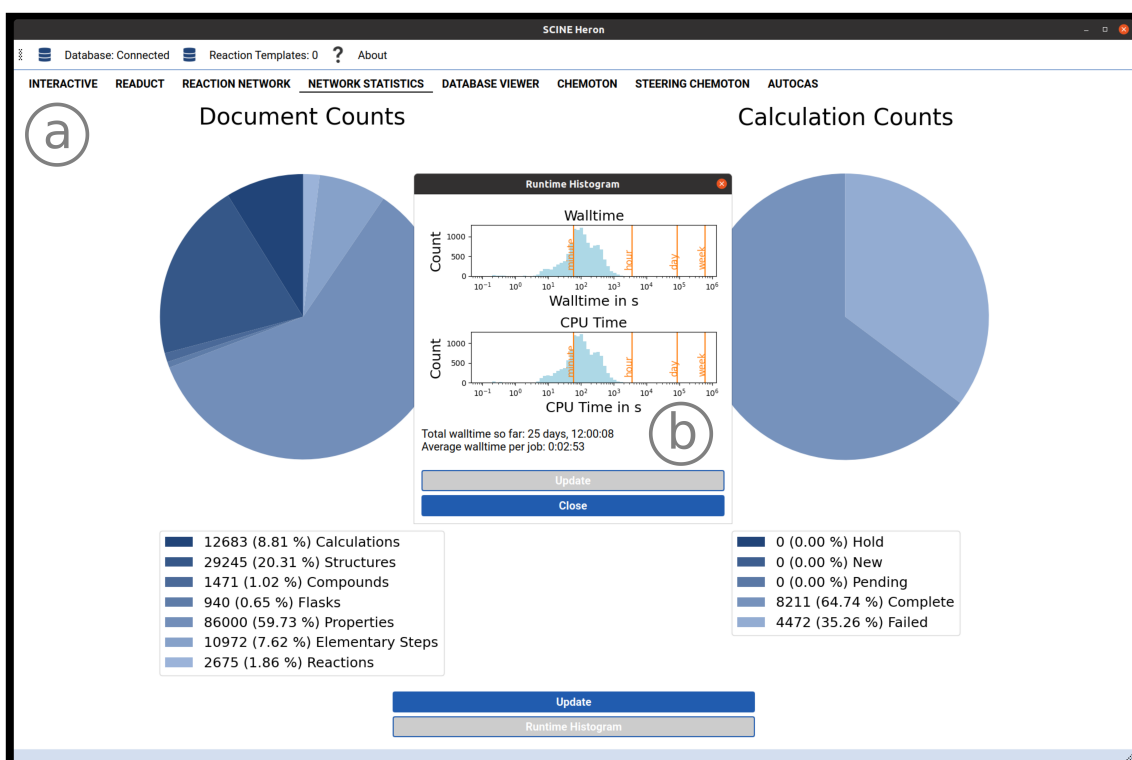 SCINE Heron
Database: Connected Reaction Templates: 0 ? About
INTERACTIVE READUCT REACTION NETWORK NETWORK STATISTICS DATABASE VIEWER CHEMOTON STEERING CHEMOTON AUTOCAS
a
Document Counts
Calculation Counts
Runtime Histogram
Walltime
Count
1000
500
0
minute
hour
day
week
10⁻¹ 10⁰ 10¹ 10² 10³ 10⁴ 10⁵ 10⁶
Walltime in s
CPU Time
Count
1000
500
0
minute
hour
day
week
10⁻¹ 10⁰ 10¹ 10² 10³ 10⁴ 10⁵ 10⁶
CPU Time in s
b
Total walltime so far: 25 days, 12:00:08
Average walltime per job: 0:02:53
Update
Close
12683 (8.81 %) Calculations
29245 (20.31 %) Structures
1471 (1.02 %) Compounds
940 (0.65 %) Flasks
86000 (59.73 %) Properties
10972 (7.62 %) Elementary Steps
2675 (1.86 %) Reactions
0 (0.00 %) Hold
0 (0.00 %) New
0 (0.00 %) Pending
8211 (64.74 %) Complete
4472 (35.26 %) Failed
Update
Runtime Histogram